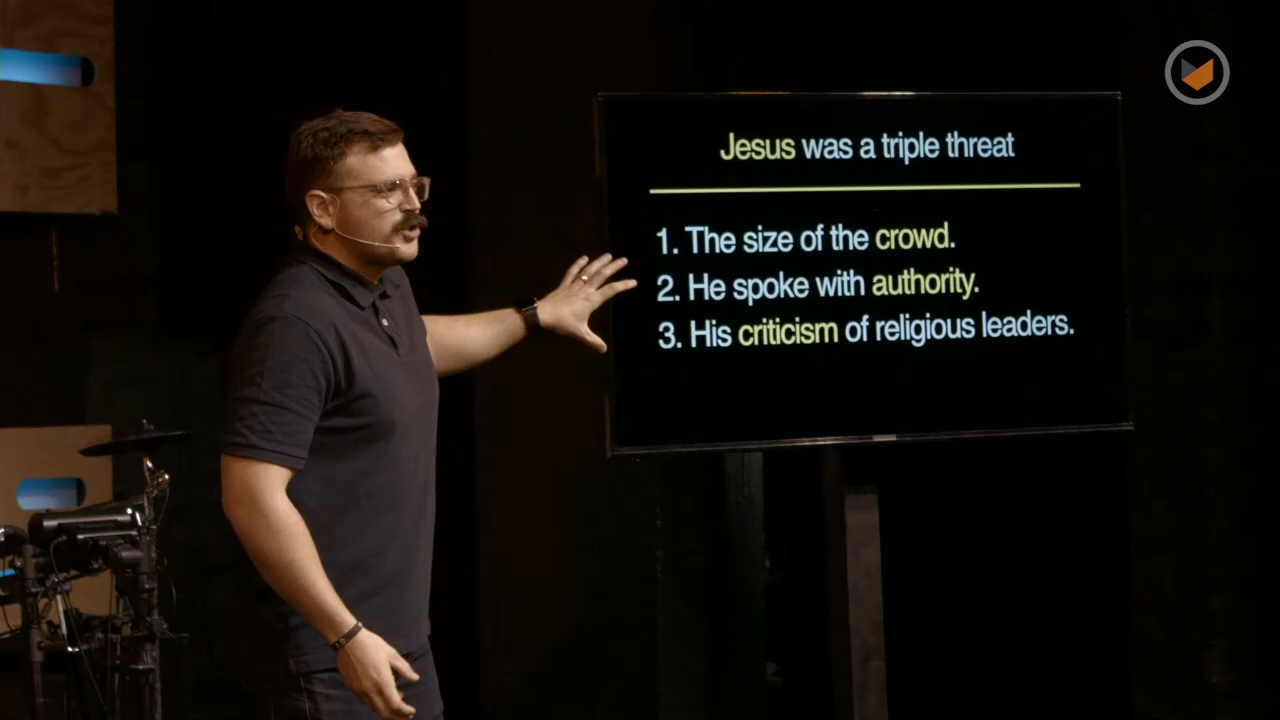 Jesus was a triple threat
1. The size of the crowd.
2. He spoke with authority.
3. His criticism of religious leaders.